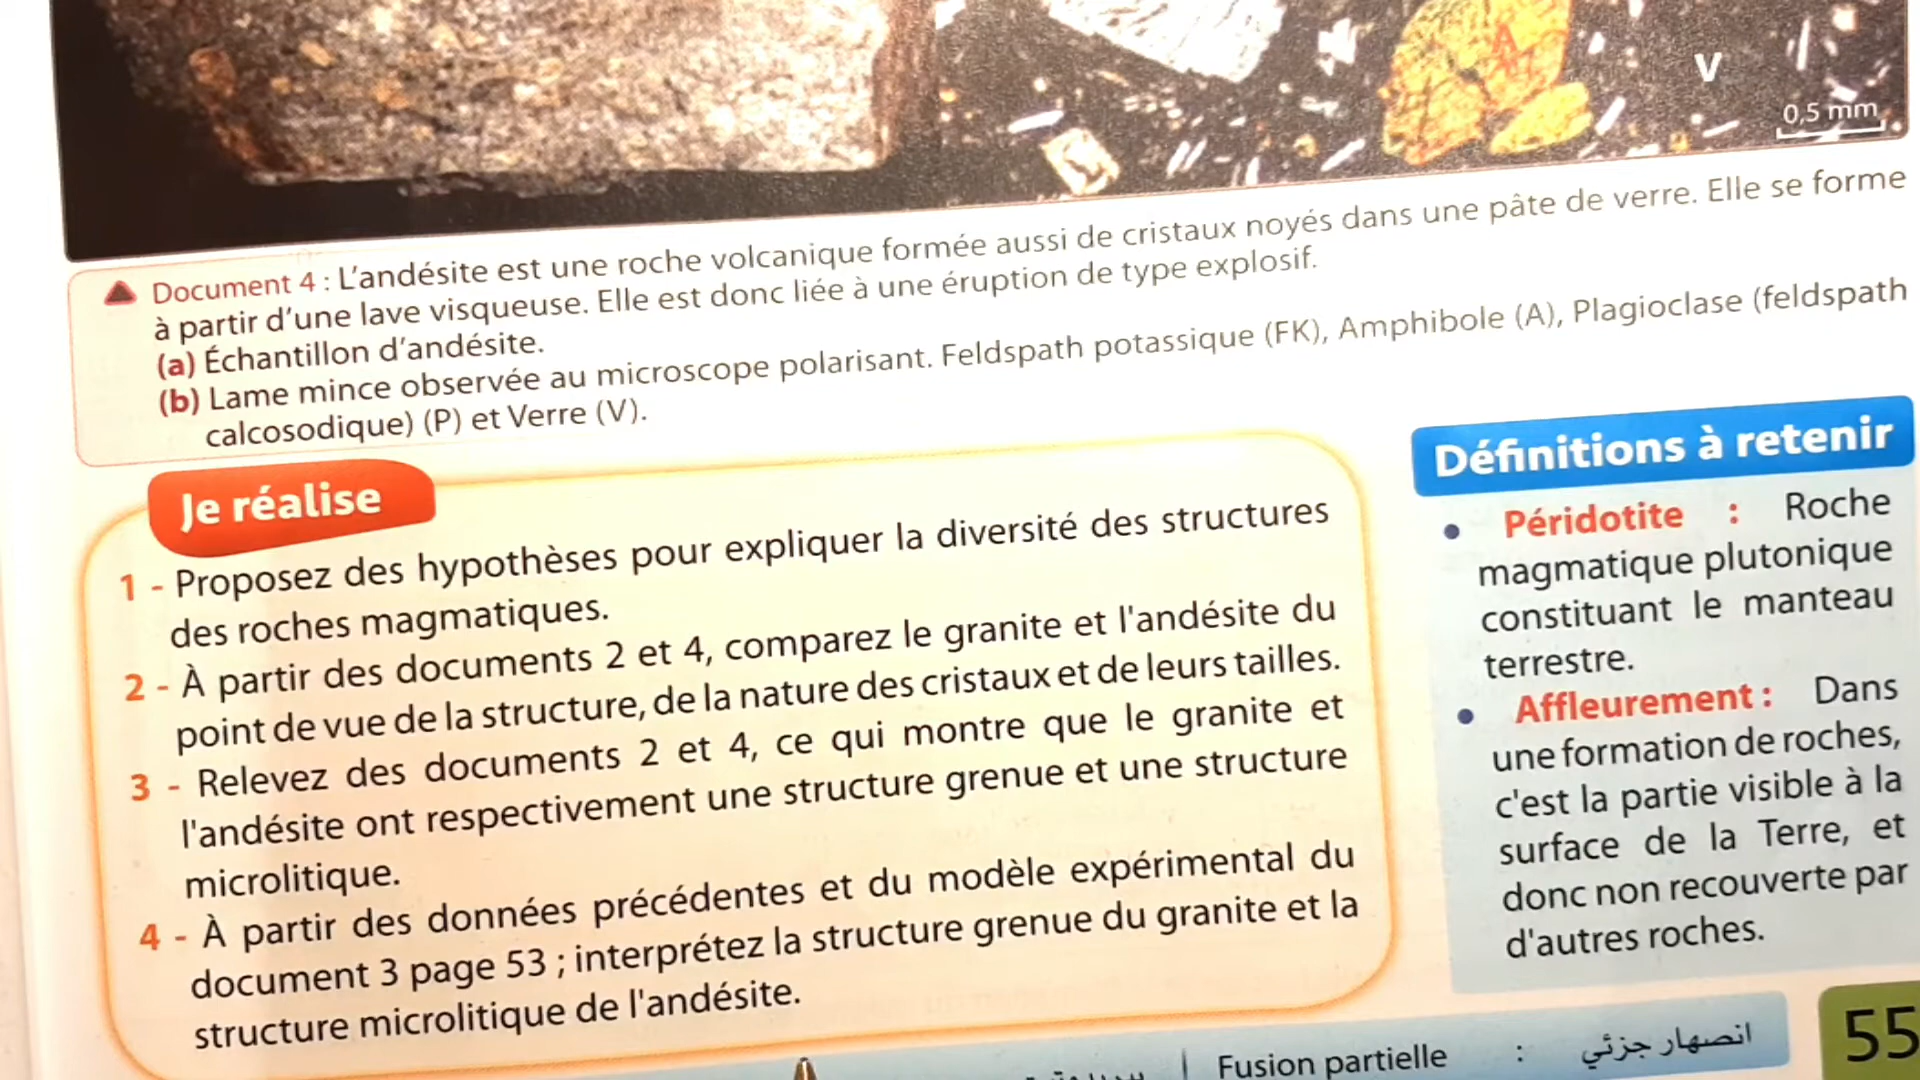 A
V
0,5 mm
Document 4 : L'andésite est une roche volcanique formée aussi de cristaux noyés dans une pâte de verre. Elle se forme
à partir d'une lave visqueuse. Elle est donc liée à une éruption de type explosif.
(a) Échantillon d'andésite.
(b) Lame mince observée au microscope polarisant. Feldspath potassique (FK), Amphibole (A), Plagioclase (feldspath
calcosodique) (P) et Verre (V).
Je réalise
1 - Proposez des hypothèses pour expliquer la diversité des structures
des roches magmatiques.
2 - À partir des documents 2 et 4, comparez le granite et l'andésite du
point de vue de la structure, de la nature des cristaux et de leurs tailles.
3 - Relevez des documents 2 et 4, ce qui montre que le granite et
l'andésite ont respectivement une structure grenue et une structure
microlitique.
4 - À partir des données précédentes et du modèle expérimental du
document 3 page 53 ; interprétez la structure grenue du granite et la
structure microlitique de l'andésite.
Définitions à retenir
• Péridotite : Roche
magmatique plutonique
constituant le manteau
terrestre.
• Affleurement : Dans
une formation de roches,
c'est la partie visible à la
surface de la Terre, et
donc non recouverte par
d'autres roches.
Fusion partielle : انصهار جزئي
55